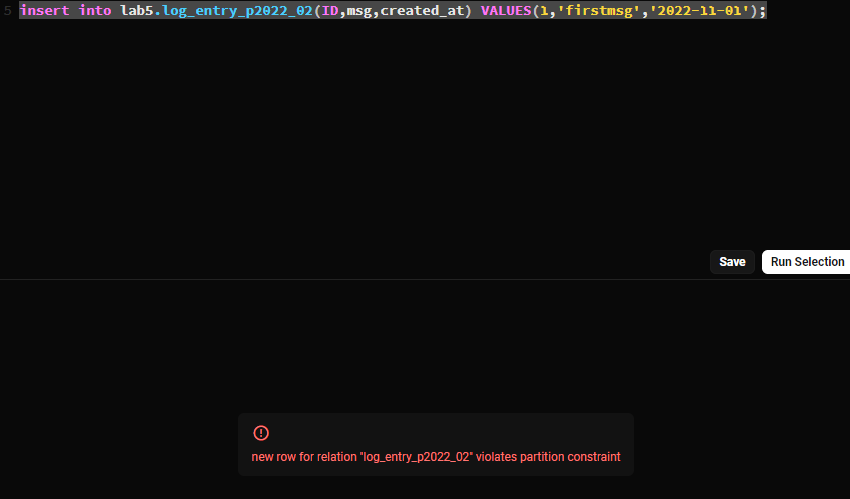 5 insert into lab5.log_entry_p2022_02(ID,msg,created_at) VALUES(1,'firstmsg','2022-11-01');
Save Run Selection
new row for relation "log_entry_p2022_02" violates partition constraint